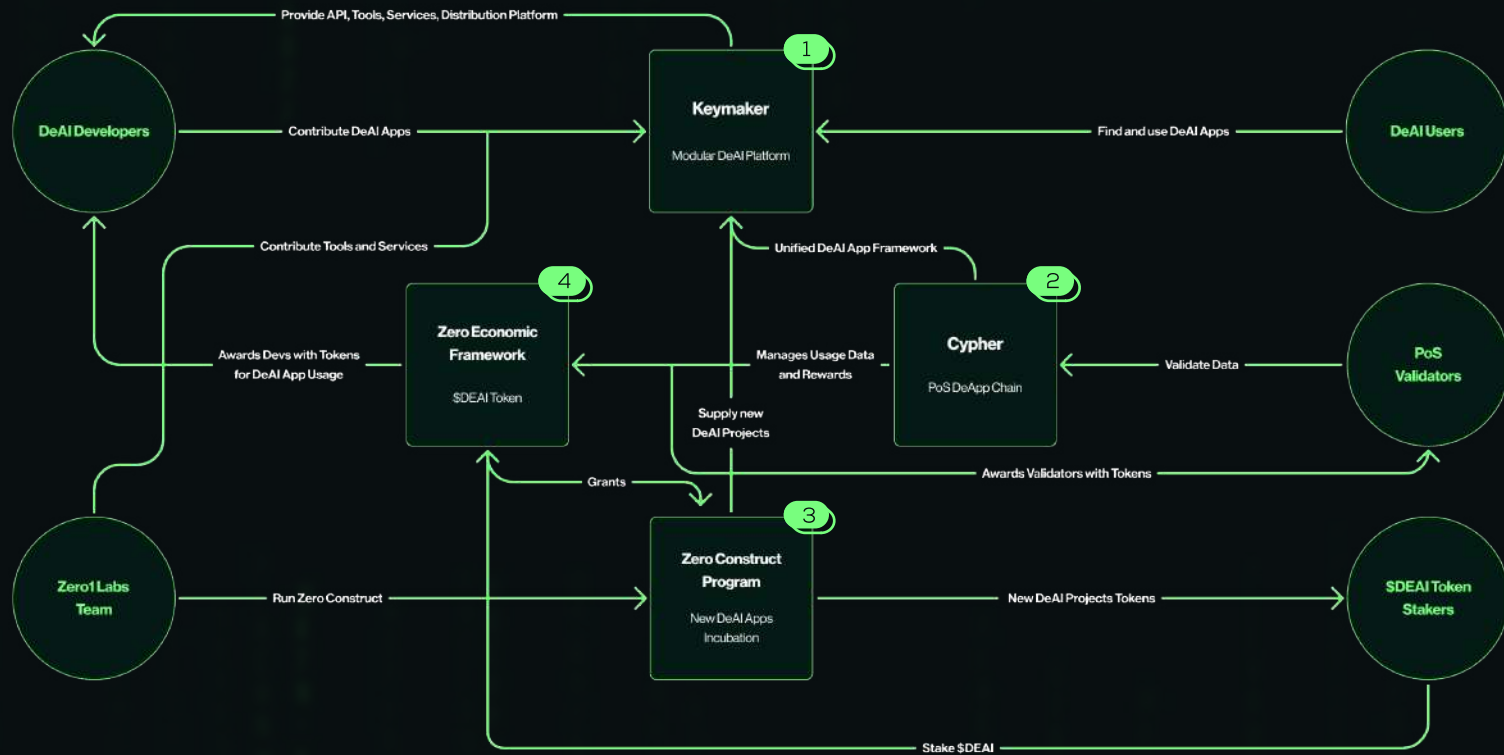 Provide API, Tools, Services, Distribution Platform
1
Keymaker
Modular DeAI Platform
DeAI Developers
Contribute DeAI Apps
Find and use DeAI Apps
DeAI Users
Contribute Tools and Services
Unified DeAI App Framework
4
Zero Economic
Framework
$DEAI Token
2
Cypher
PoS DeApp Chain
Awards Devs with Tokens
for DeAI App Usage
Manages Usage Data
and Rewards
Validate Data
PoS
Validators
Supply new
DeAI Projects
Grants
Awards Validators with Tokens
3
Zero Construct
Program
New DeAI Apps
Incubation
Zero1 Labs
Team
Run Zero Construct
New DeAI Projects Tokens
$DEAI Token
Stakers
Stake $DEAI